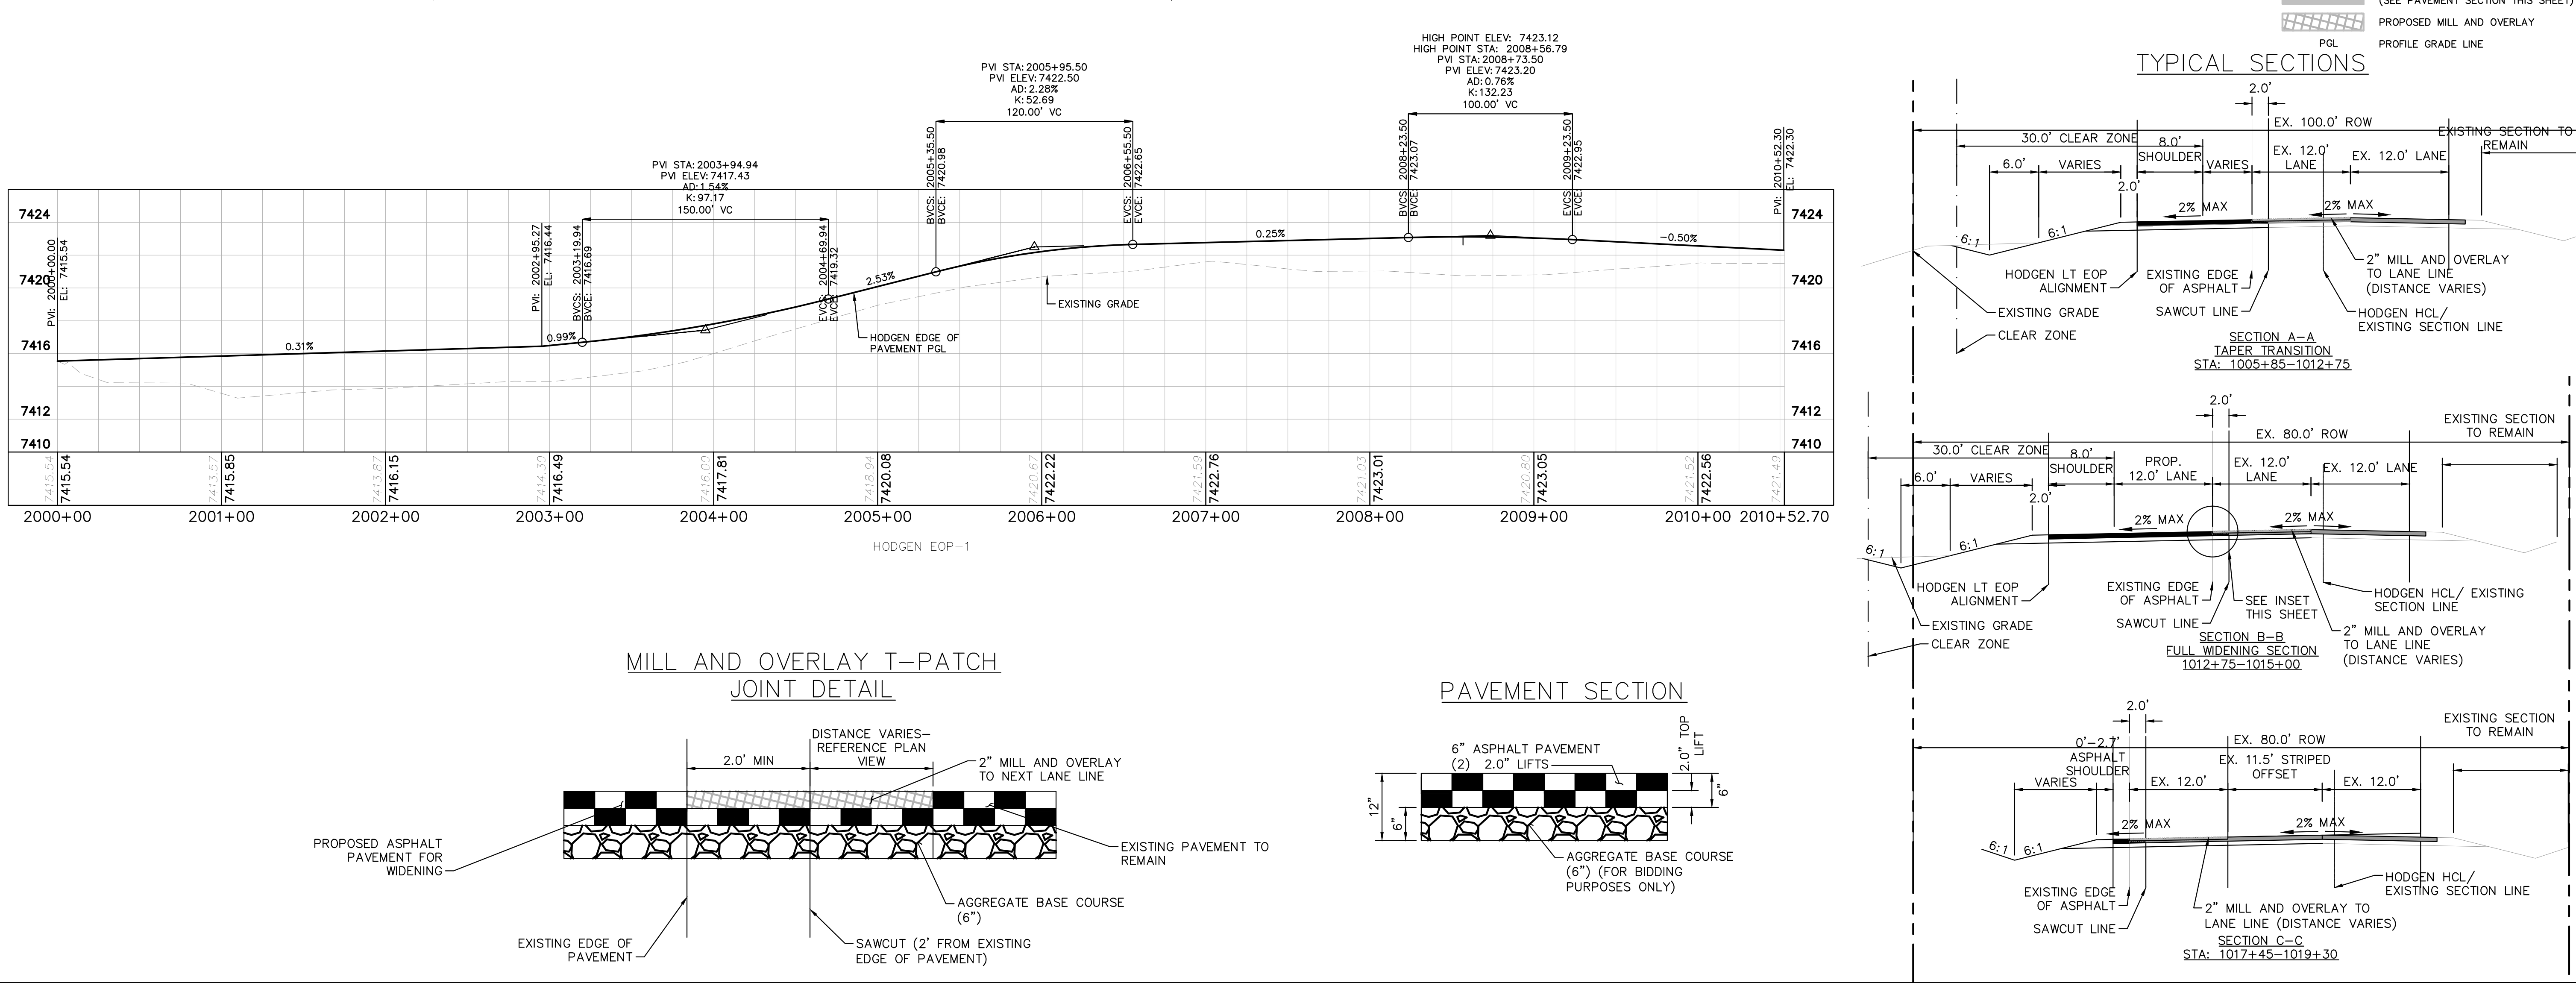 (SEE PAVEMENT SECTION THIS SHEET)
PROPOSED MILL AND OVERLAY
PGL
PROFILE GRADE LINE
PVI STA: 2003+94.94
PVI ELEV: 7417.43
AD: 1.54%
K: 97.17
150.00' VC
PVI STA: 2005+95.50
PVI ELEV: 7422.50
AD: 2.28%
K: 52.69
120.00' VC
HIGH POINT ELEV: 7423.12
HIGH POINT STA: 2008+56.79
PVI STA: 2008+73.50
PVI ELEV: 7423.20
AD: 0.76%
K: 132.23
100.00' VC
PVI: 2000+00.00
EL: 7415.54
PVI: 2002+95.27
EL: 7416.44
BVCS: 2003+19.94
BVCE: 7416.69
EVCS: 2004+69.94
EVCE: 7419.32
BVCS: 2005+35.50
BVCE: 7420.98
EVCS: 2006+55.50
EVCE: 7422.65
BVCS: 2008+23.50
BVCE: 7423.07
EVCS: 2009+23.50
EVCE: 7422.95
PVI: 2010+52.30
EL: 7422.30
7424
7420
7416
7412
7410
7424
7420
7416
7412
7410
0.31%
0.99%
2.53%
0.25%
-0.50%
HODGEN EDGE OF
PAVEMENT PGL
EXISTING GRADE
7415.54
7415.54
7413.57
7415.85
7413.87
7416.15
7414.30
7416.49
7416.00
7417.81
7418.94
7420.08
7420.67
7422.22
7421.59
7422.76
7421.03
7423.01
7420.80
7423.05
7421.52
7422.56
7421.49
2000+00
2001+00
2002+00
2003+00
2004+00
2005+00
2006+00
2007+00
2008+00
2009+00
2010+00
2010+52.70
HODGEN EOP-1
MILL AND OVERLAY T-PATCH
JOINT DETAIL
2.0' MIN
DISTANCE VARIES-
REFERENCE PLAN
VIEW
2" MILL AND OVERLAY
TO NEXT LANE LINE
PROPOSED ASPHALT
PAVEMENT FOR
WIDENING
EXISTING PAVEMENT TO
REMAIN
AGGREGATE BASE COURSE
(6")
EXISTING EDGE OF
PAVEMENT
SAWCUT (2' FROM EXISTING
EDGE OF PAVEMENT)
PAVEMENT SECTION
6" ASPHALT PAVEMENT
(2) 2.0" LIFTS
2.0" TOP
LIFT
12"
6"
6"
AGGREGATE BASE COURSE
(6") (FOR BIDDING
PURPOSES ONLY)
TYPICAL SECTIONS
2.0'
EX. 100.0' ROW
EXISTING SECTION TO
REMAIN
30.0' CLEAR ZONE
8.0'
SHOULDER
6.0'
VARIES
2.0'
VARIES
EX. 12.0'
LANE
EX. 12.0' LANE
2% MAX
2% MAX
6:1
6:1
HODGEN LT EOP
ALIGNMENT
EXISTING EDGE
OF ASPHALT
SAWCUT LINE
2" MILL AND OVERLAY
TO LANE LINE
(DISTANCE VARIES)
HODGEN HCL/
EXISTING SECTION LINE
EXISTING GRADE
CLEAR ZONE
SECTION A-A
TAPER TRANSITION
STA: 1005+85-1012+75
2.0'
EX. 80.0' ROW
EXISTING SECTION
TO REMAIN
30.0' CLEAR ZONE
8.0'
SHOULDER
PROP.
12.0' LANE
EX. 12.0'
LANE
EX. 12.0' LANE
6.0'
VARIES
2.0'
2% MAX
2% MAX
6:1
6:1
HODGEN LT EOP
ALIGNMENT
EXISTING EDGE
OF ASPHALT
SAWCUT LINE
SEE INSET
THIS SHEET
HODGEN HCL/ EXISTING
SECTION LINE
2" MILL AND OVERLAY
TO LANE LINE
(DISTANCE VARIES)
EXISTING GRADE
CLEAR ZONE
SECTION B-B
FULL WIDENING SECTION
1012+75-1015+00
2.0'
EX. 80.0' ROW
EXISTING SECTION
TO REMAIN
0'-2.7'
ASPHALT
SHOULDER
EX. 11.5' STRIPED
OFFSET
VARIES
EX. 12.0'
EX. 12.0'
2% MAX
2% MAX
6:1
6:1
EXISTING EDGE
OF ASPHALT
SAWCUT LINE
HODGEN HCL/
EXISTING SECTION LINE
2" MILL AND OVERLAY TO
LANE LINE (DISTANCE VARIES)
SECTION C-C
STA: 1017+45-1019+30